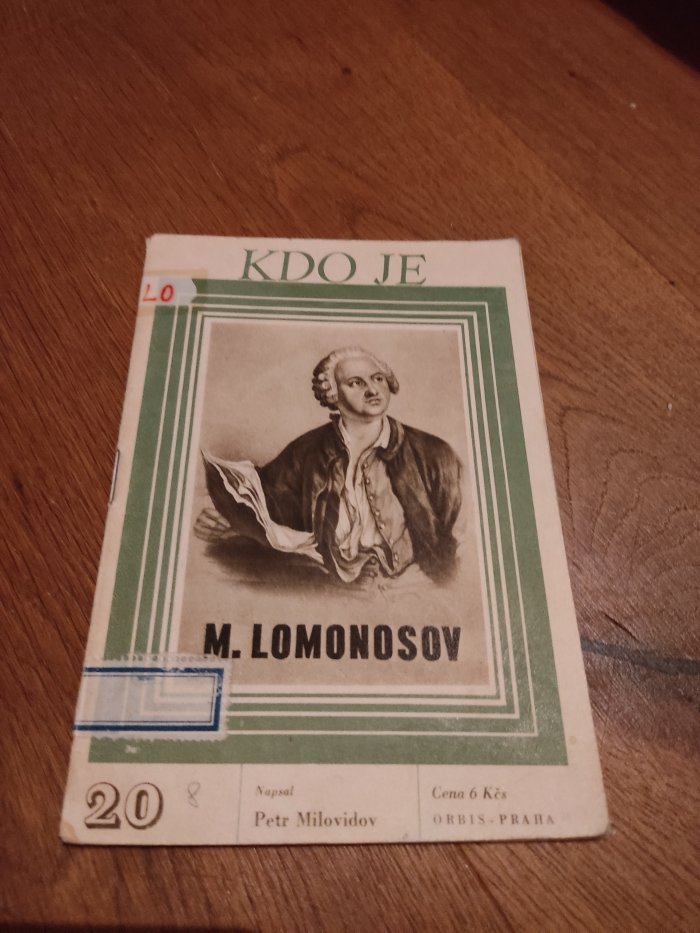 KDO JE
LO
M. LOMONOSOV
20
8
Napsal
Petr Milovidov
Cena 6 Kčs
ORBIS - PRAHA